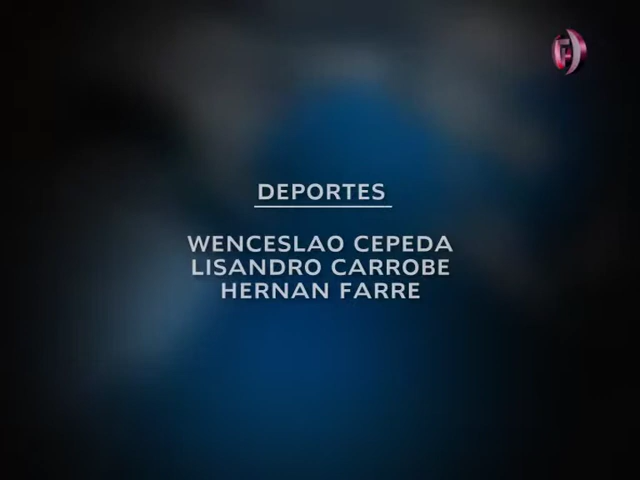 DEPORTES
WENCESLAO CEPEDA
LISANDRO CARROBE
HERNAN FARRE